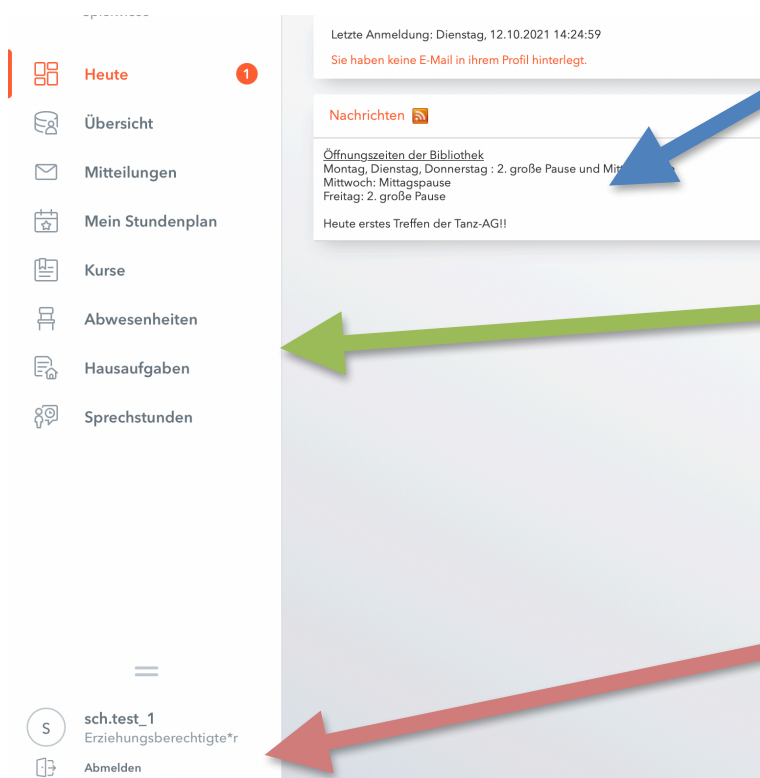 Heute
1
Übersicht
Mitteilungen
Mein Stundenplan
Kurse
Abwesenheiten
Hausaufgaben
Sprechstunden
S
sch.test_1
Erziehungsberechtigte*r
Abmelden
Letzte Anmeldung: Dienstag, 12.10.2021 14:24:59
Sie haben keine E-Mail in ihrem Profil hinterlegt.
Nachrichten
Öffnungszeiten der Bibliothek
Montag, Dienstag, Donnerstag : 2. große Pause und
Mittwoch: Mittagspause
Freitag: 2. große Pause
Heute erstes Treffen der Tanz-AG!!